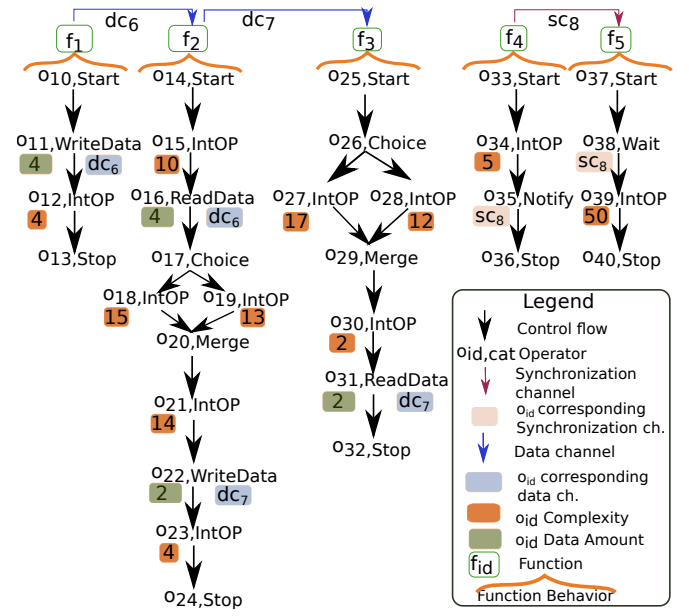 dc6
dc7
sc8
f1
f2
f3
f4
f5
o10,Start
o14,Start
o25,Start
o33,Start
o37,Start
o11,WriteData
4
dc6
o12,IntOP
4
o13,Stop
o15,IntOP
10
o16,ReadData
4
dc6
o17,Choice
o18,IntOP
15
o19,IntOP
13
o20,Merge
o21,IntOP
14
o22,WriteData
2
dc7
o23,IntOP
4
o24,Stop
o26,Choice
o27,IntOP
17
o28,IntOP
12
o29,Merge
o30,IntOP
2
o31,ReadData
2
dc7
o32,Stop
o34,IntOP
5
o35,Notify
sc8
o36,Stop
o38,Wait
sc8
o39,IntOP
50
o40,Stop
Legend
Control flow
oid,cat Operator
Synchronization
channel
oid corresponding
Synchronization ch.
Data channel
oid corresponding
data ch.
oid Complexity
oid Data Amount
fid Function
Function Behavior